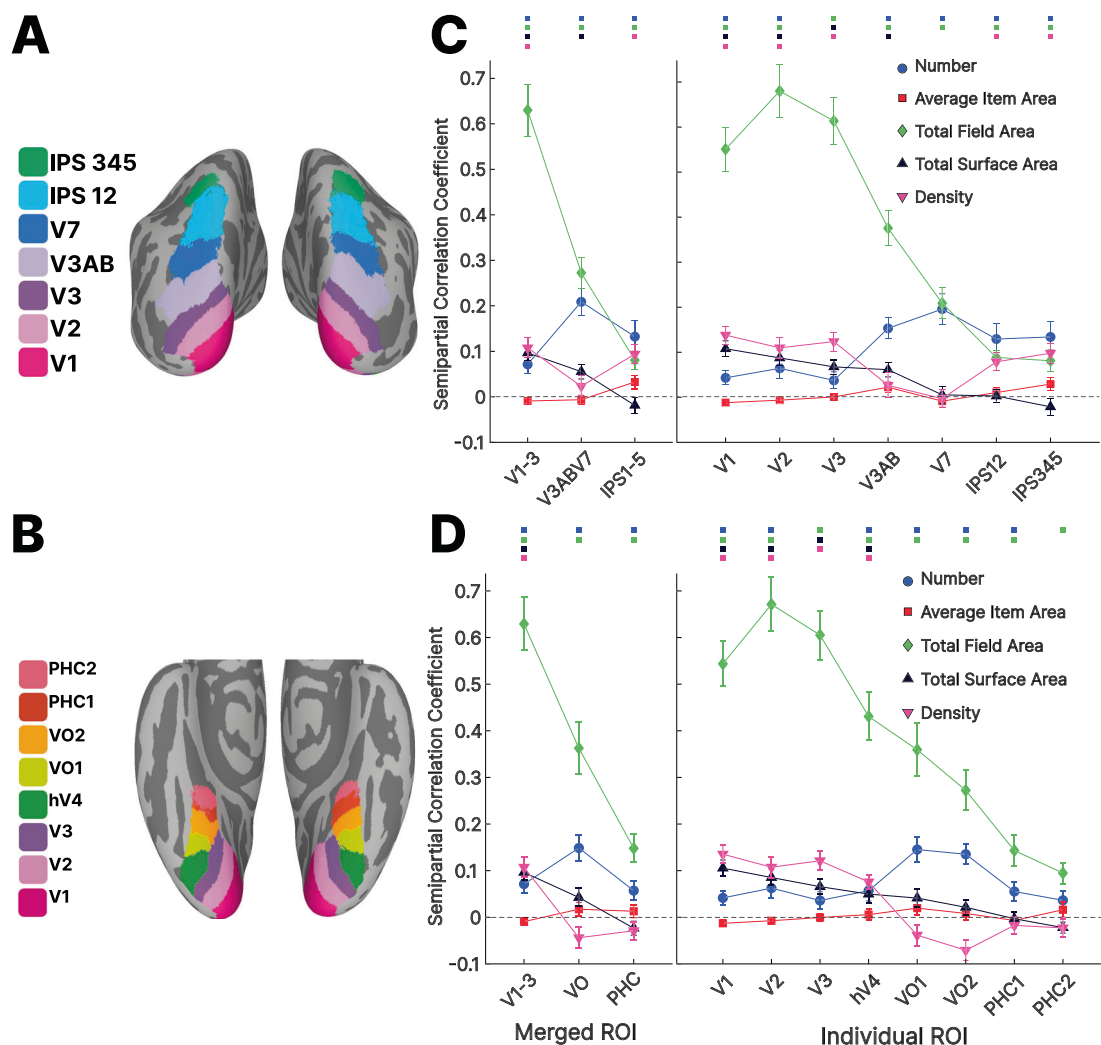 A
IPS 345
IPS 12
V7
V3AB
V3
V2
V1
C
Semipartial Correlation Coefficient
0.7
0.6
0.5
0.4
0.3
0.2
0.1
0
-0.1
V1-3
V3ABV7
IPS1-5
Number
Average Item Area
Total Field Area
Total Surface Area
Density
V1
V2
V3
V3AB
V7
IPS12
IPS345
B
PHC2
PHC1
VO2
VO1
hV4
V3
V2
V1
D
Semipartial Correlation Coefficient
0.7
0.6
0.5
0.4
0.3
0.2
0.1
0
-0.1
V1-3
VO
PHC
Merged ROI
Number
Average Item Area
Total Field Area
Total Surface Area
Density
V1
V2
V3
hV4
VO1
VO2
PHC1
PHC2
Individual ROI